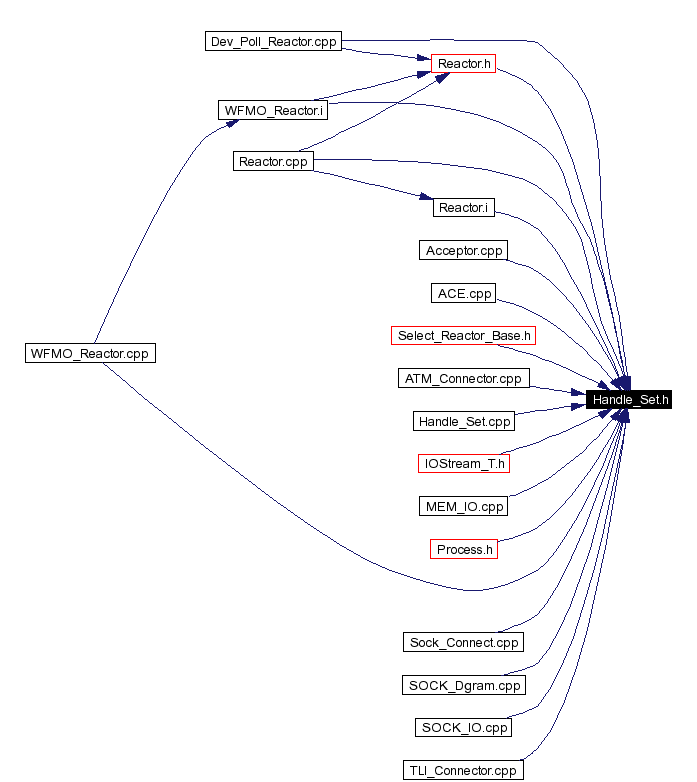 Dev_Poll_Reactor.cpp
Reactor.h
WFMO_Reactor.i
Reactor.cpp
Reactor.i
Acceptor.cpp
ACE.cpp
Select_Reactor_Base.h
WFMO_Reactor.cpp
ATM_Connector.cpp
Handle_Set.h
Handle_Set.cpp
IOStream_T.h
MEM_IO.cpp
Process.h
Sock_Connect.cpp
SOCK_Dgram.cpp
SOCK_IO.cpp
TLI_Connector.cpp